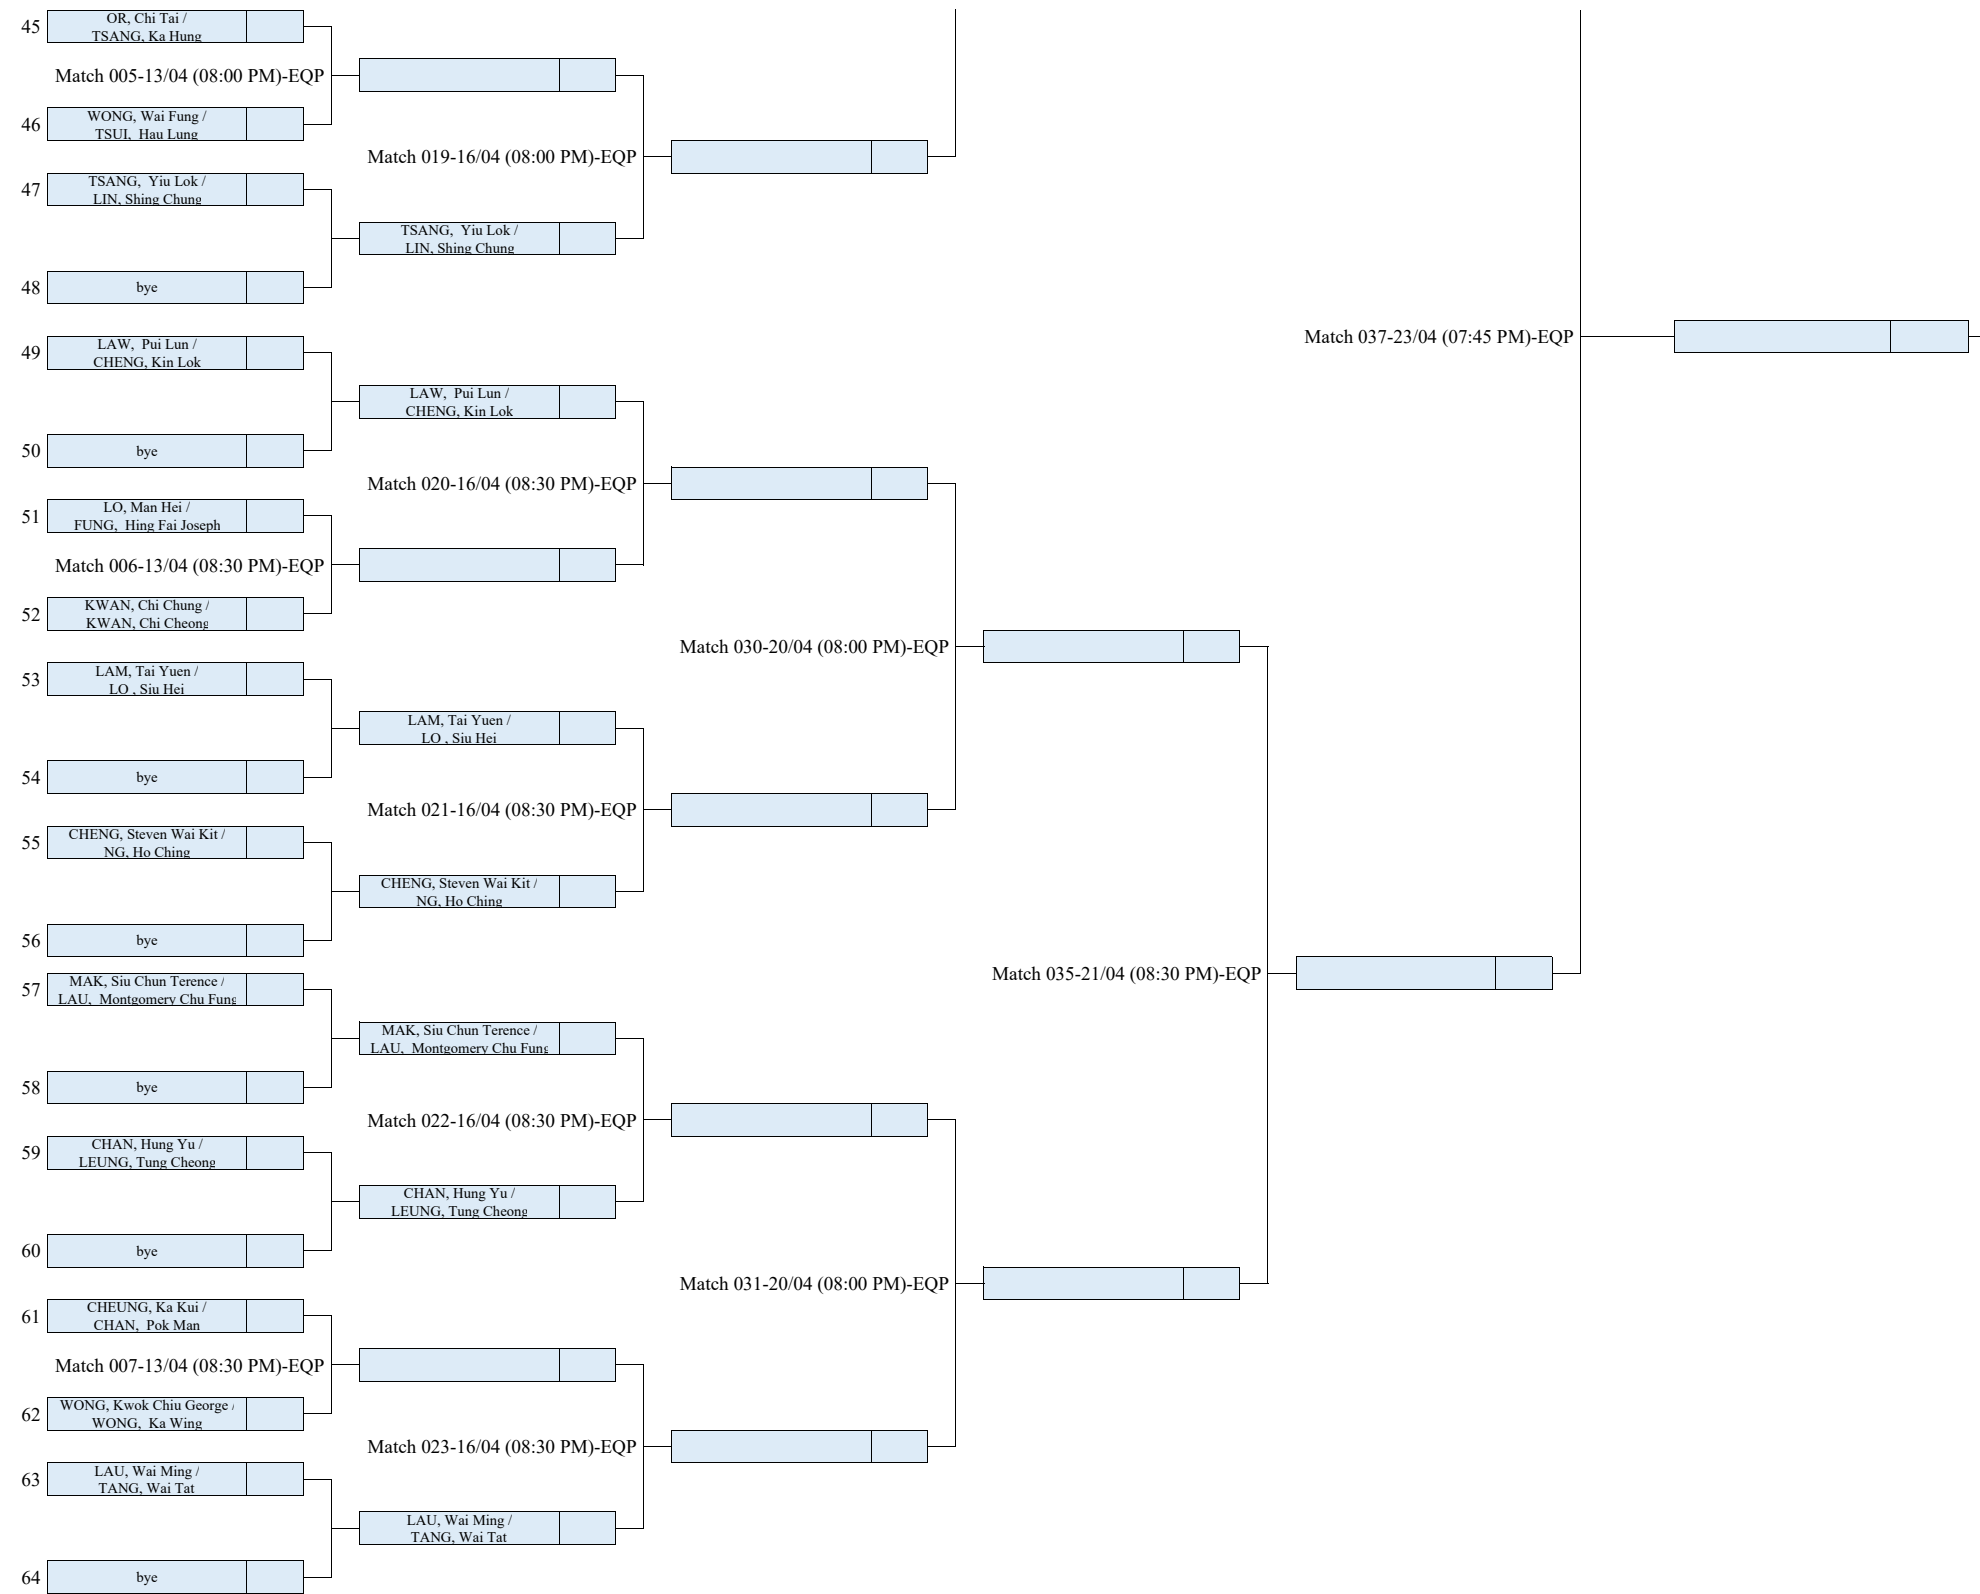 45
OR, Chi Tai /
TSANG, Ka Hung
Match 005-13/04 (08:00 PM)-EQP
46
WONG, Wai Fung /
TSUI,  Hau Lung
Match 019-16/04 (08:00 PM)-EQP
47
TSANG,  Yiu Lok /
LIN, Shing Chung
TSANG,  Yiu Lok /
LIN, Shing Chung
48
bye
Match 037-23/04 (07:45 PM)-EQP
49
LAW,  Pui Lun /
CHENG, Kin Lok
LAW,  Pui Lun /
CHENG, Kin Lok
50
bye
Match 020-16/04 (08:30 PM)-EQP
51
LO, Man Hei /
FUNG,  Hing Fai Joseph
Match 006-13/04 (08:30 PM)-EQP
52
KWAN, Chi Chung /
KWAN, Chi Cheong
Match 030-20/04 (08:00 PM)-EQP
53
LAM, Tai Yuen /
LO , Siu Hei
LAM, Tai Yuen /
LO , Siu Hei
54
bye
Match 021-16/04 (08:30 PM)-EQP
55
CHENG, Steven Wai Kit /
NG, Ho Ching
CHENG, Steven Wai Kit /
NG, Ho Ching
56
bye
Match 035-21/04 (08:30 PM)-EQP
57
MAK, Siu Chun Terence /
LAU,  Montgomery Chu Fung
MAK, Siu Chun Terence /
LAU,  Montgomery Chu Fung
58
bye
Match 022-16/04 (08:30 PM)-EQP
59
CHAN, Hung Yu /
LEUNG, Tung Cheong
CHAN, Hung Yu /
LEUNG, Tung Cheong
60
bye
Match 031-20/04 (08:00 PM)-EQP
61
CHEUNG, Ka Kui /
CHAN,  Pok Man
Match 007-13/04 (08:30 PM)-EQP
62
WONG, Kwok Chiu George /
WONG,  Ka Wing
Match 023-16/04 (08:30 PM)-EQP
63
LAU, Wai Ming /
TANG, Wai Tat
LAU, Wai Ming /
TANG, Wai Tat
64
bye